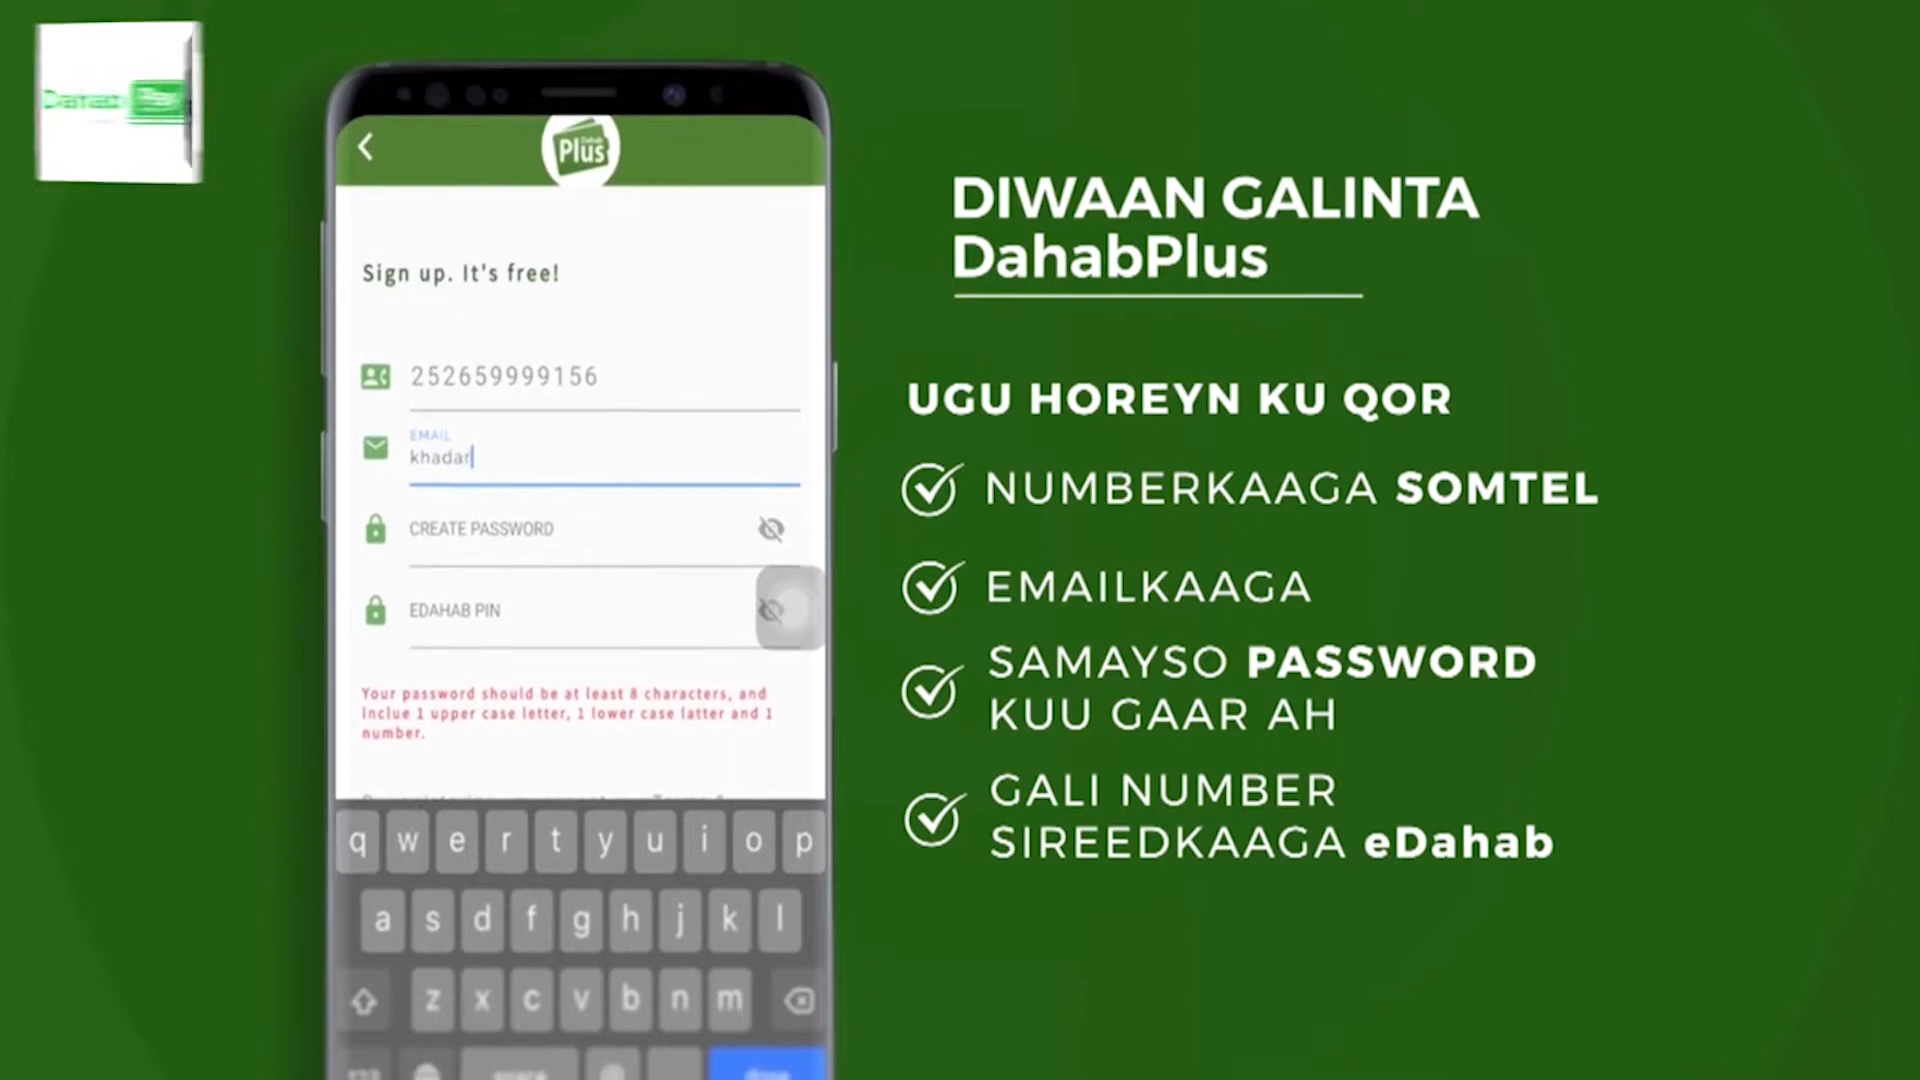 Dahab
Plus
Sign up. It's free!
252659999156
EMAIL
khadar
CREATE PASSWORD
EDAHAB PIN
Your password should be at least 8 characters, and
inclue 1 upper case letter, 1 lower case latter and 1
number.
q w e r t y u i o p
a s d f g h j k l
z x c v b n m
DIWAAN GALINTA
DahabPlus
UGU HOREYN KU QOR
NUMBERKAAGA SOMTEL
EMAILKAAGA
SAMAYSO PASSWORD
KUU GAAR AH
GALI NUMBER
SIREEDKAAGA eDahab